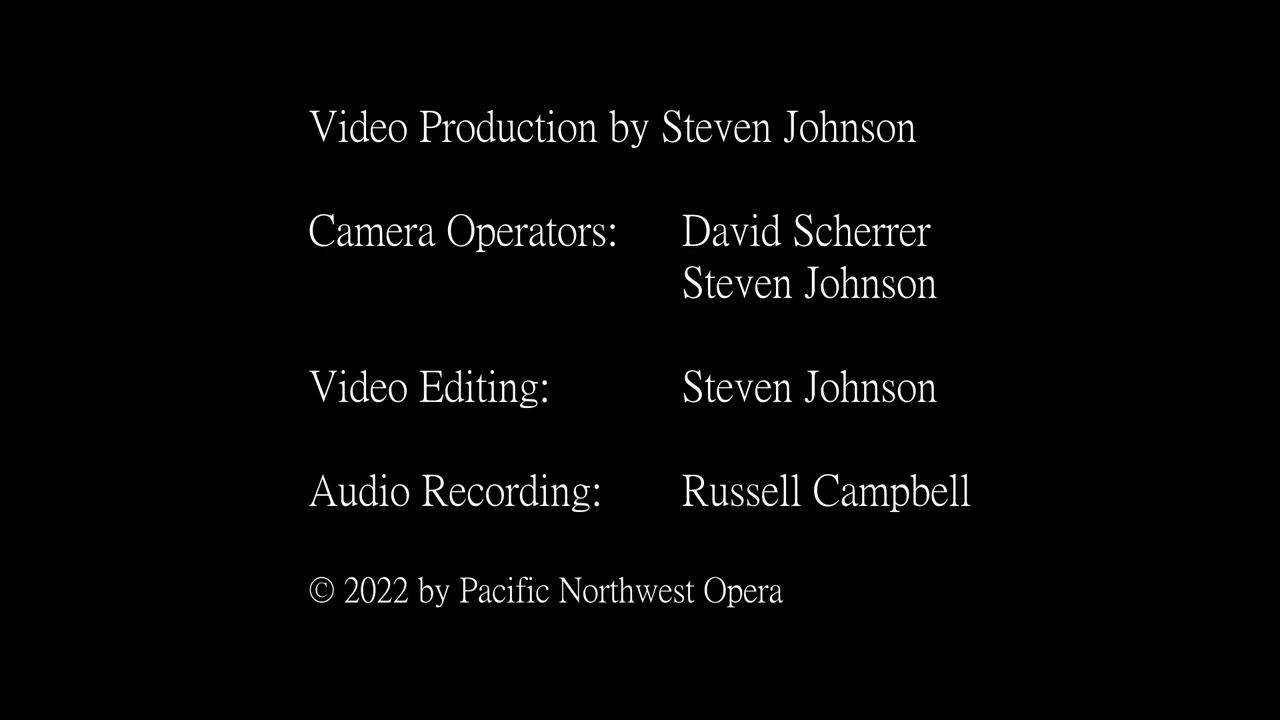 Video Production by Steven Johnson
Camera Operators: David Scherrer
Steven Johnson
Video Editing: Steven Johnson
Audio Recording: Russell Campbell
© 2022 by Pacific Northwest Opera